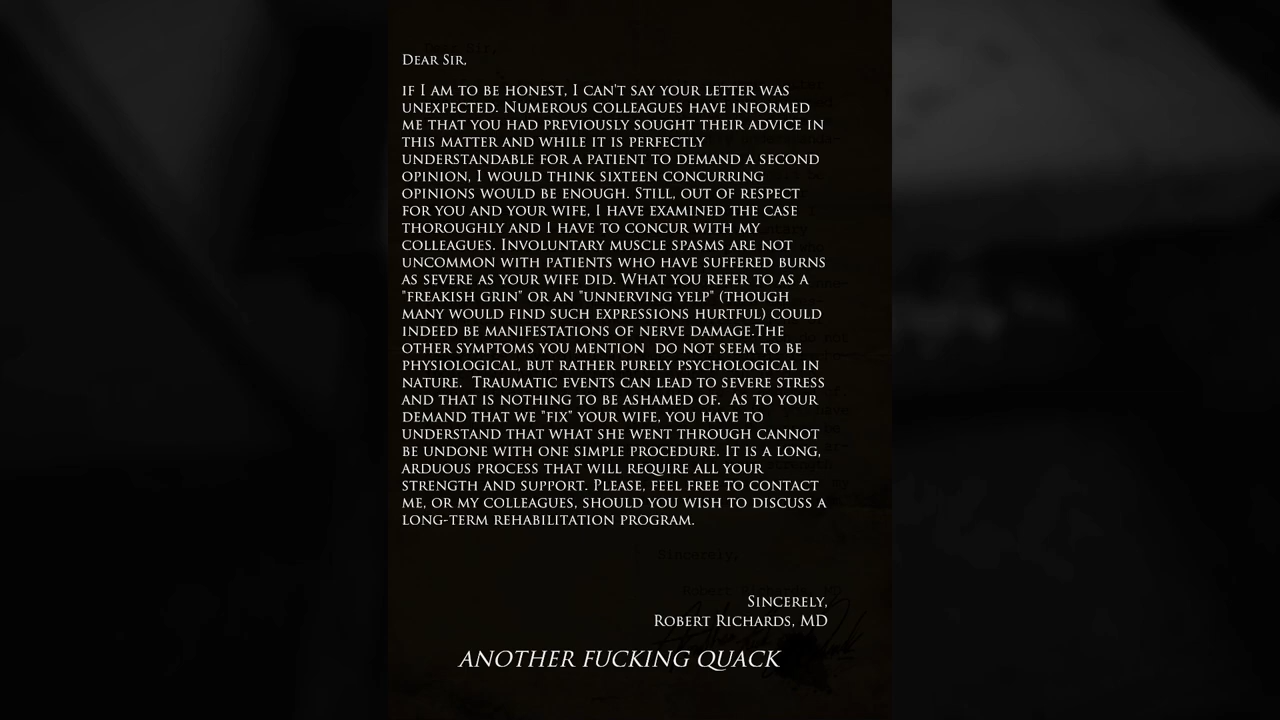 Dear Sir,
if I am to be honest, I can't say your letter was
unexpected. Numerous colleagues have informed
me that you had previously sought their advice in
this matter and while it is perfectly
understandable for a patient to demand a second
opinion, I would think sixteen concurring
opinions would be enough. Still, out of respect
for you and your wife, I have examined the case
thoroughly and I have to concur with my
colleagues. Involuntary muscle spasms are not
uncommon with patients who have suffered burns
as severe as your wife did. What you refer to as a
"freakish grin" or an "unnerving yelp" (though
many would find such expressions hurtful) could
indeed be manifestations of nerve damage.The
other symptoms you mention  do not seem to be
physiological, but rather purely psychological in
nature.  Traumatic events can lead to severe stress
and that is nothing to be ashamed of.  As to your
demand that we "fix" your wife, you have to
understand that what she went through cannot
be undone with one simple procedure. It is a long,
arduous process that will require all your
strength and support. Please, feel free to contact
me, or my colleagues, should you wish to discuss a
long-term rehabilitation program.
Sincerely,
Sincerely,
Robert Richards, MD
ANOTHER FUCKING QUACK